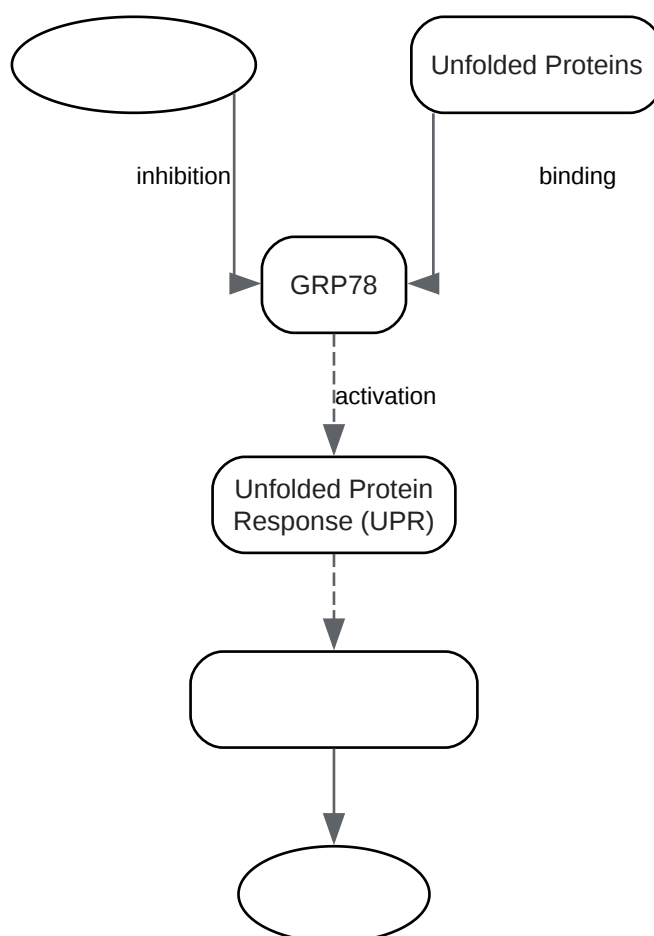 Unfolded Proteins
inhibition
binding
GRP78
activation
Unfolded Protein
Response (UPR)